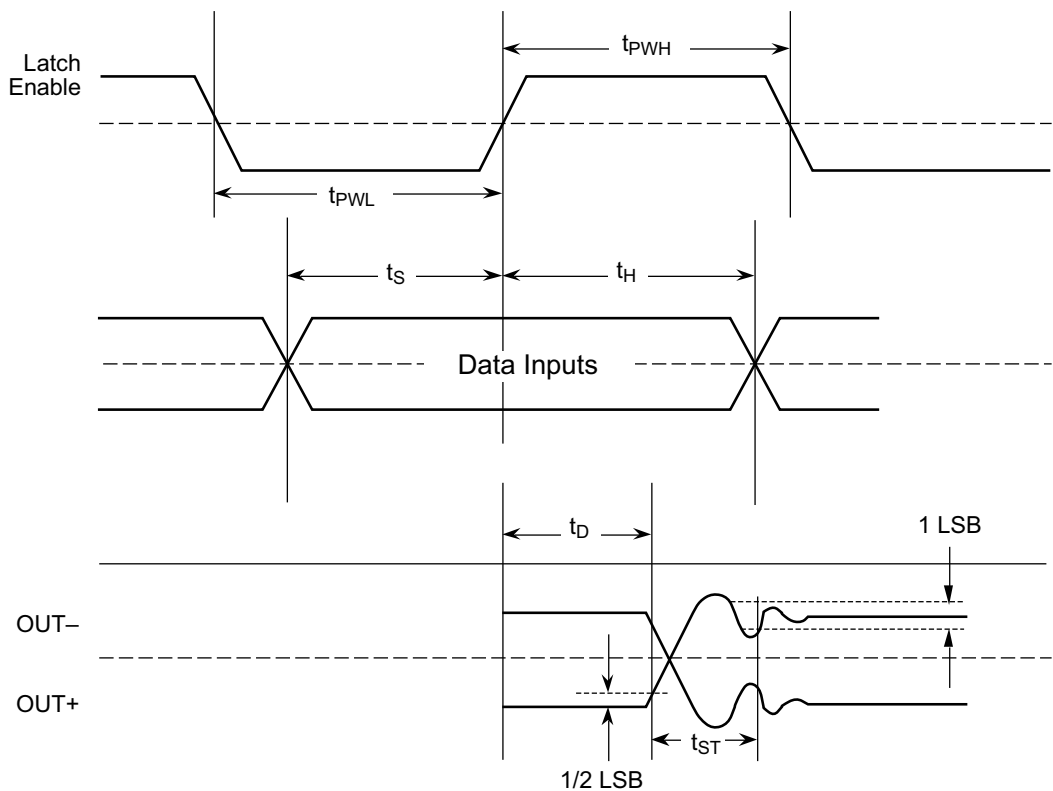 Latch
Enable
tPWH
tPWL
tS
tH
Data Inputs
tD
1 LSB
OUT–
OUT+
tST
1/2 LSB